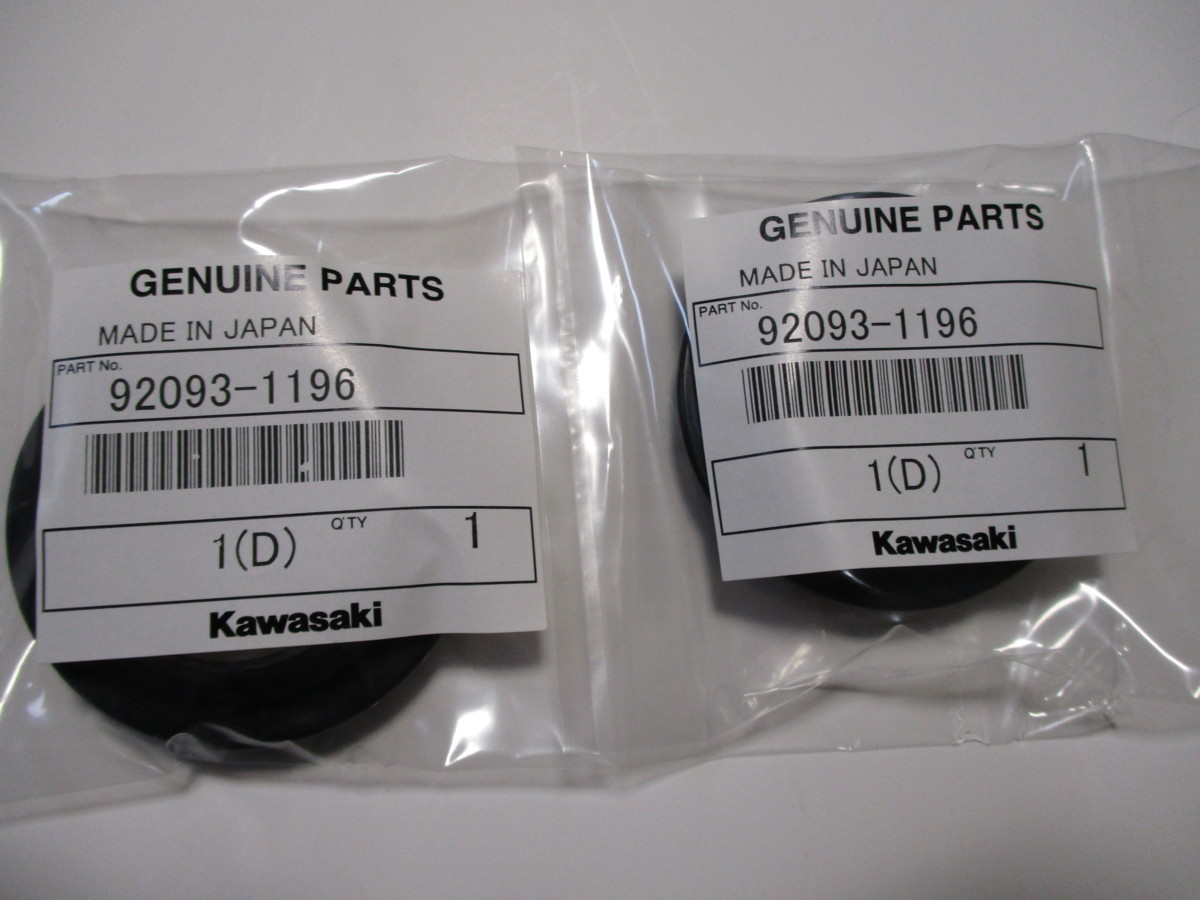 GENUINE PARTS
MADE IN JAPAN
PART No.
92093-1196
1(D) Q'TY 1
Kawasaki
GENUINE PARTS
MADE IN JAPAN
PART No.
92093-1196
1(D) Q'TY 1
Kawasaki